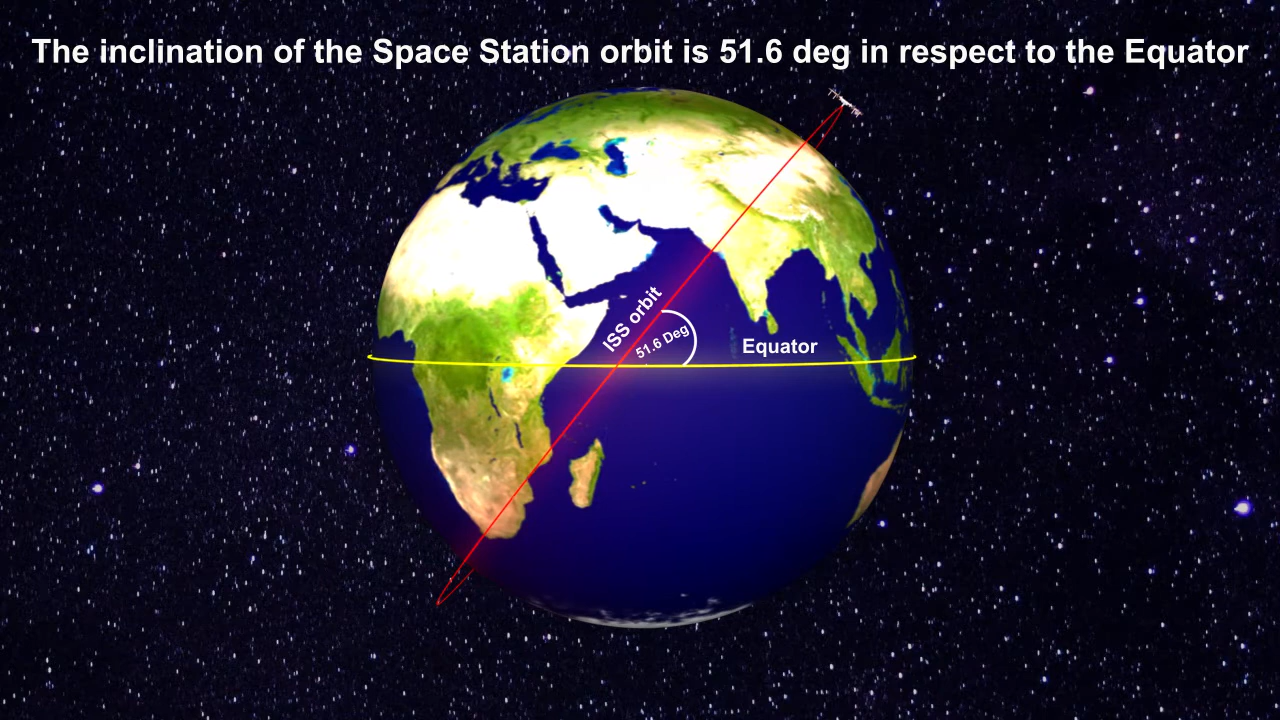 The inclination of the Space Station orbit is 51.6 deg in respect to the Equator
ISS orbit
51.6 Deg
Equator